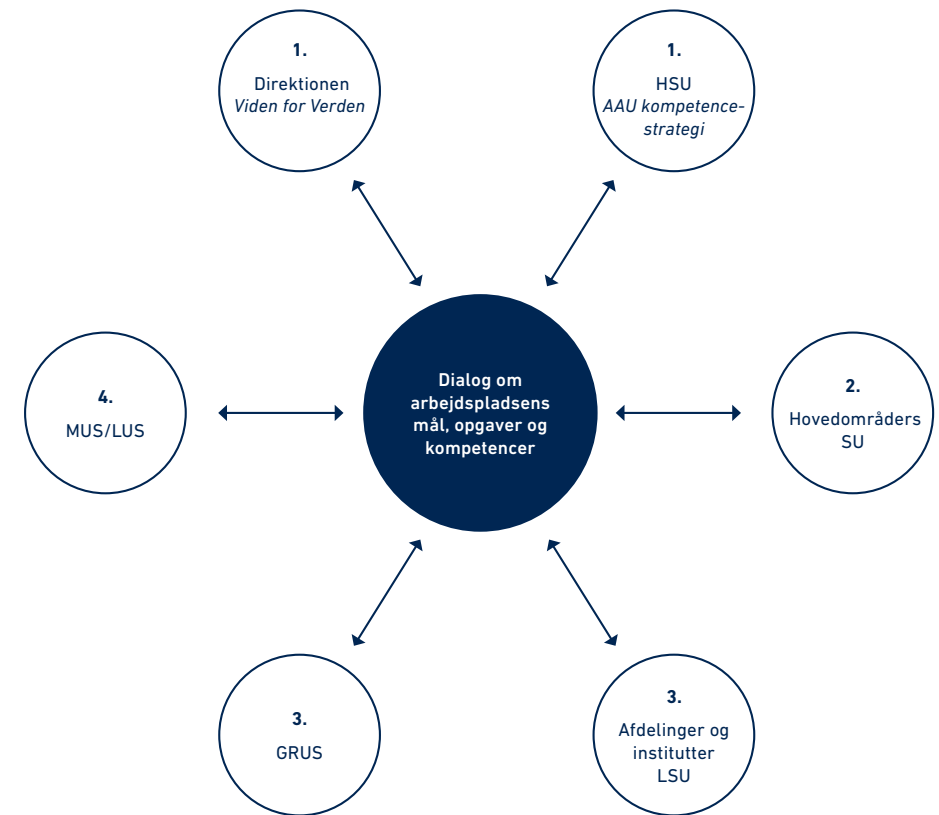 1.
Direktionen
Viden for Verden
1.
HSU
AAU kompetence-
strategi
4.
MUS/LUS
Dialog om
arbejdspladsens
mål, opgaver og
kompetencer
2.
Hovedområders
SU
3.
GRUS
3.
Afdelinger og
institutter
LSU